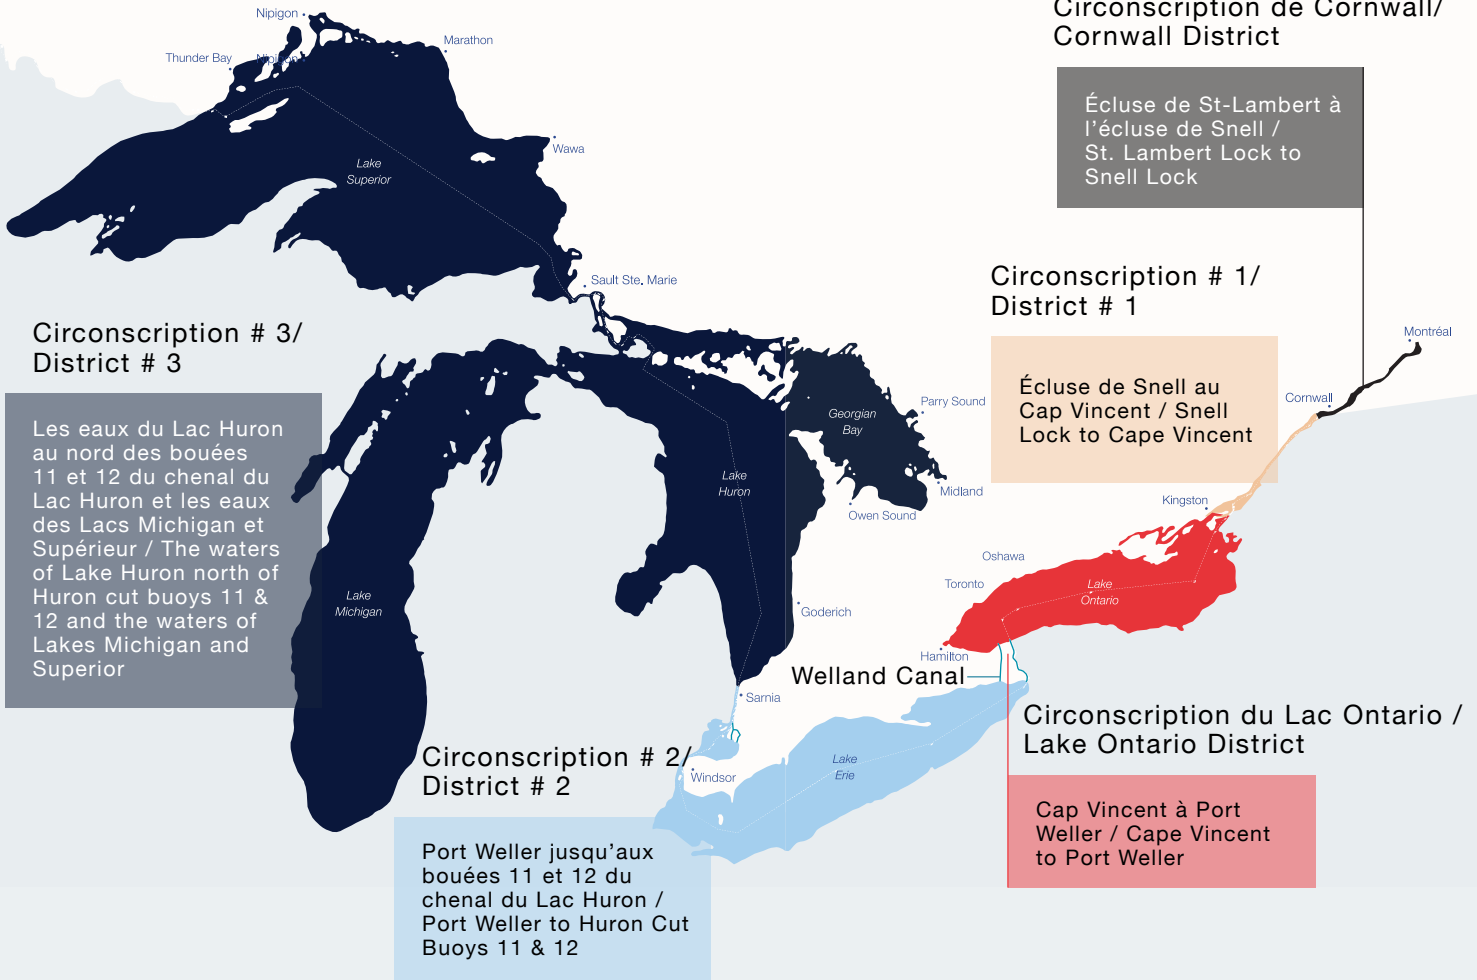 Circonscription de Cornwall/
Cornwall District
Écluse de St-Lambert à
l’écluse de Snell /
St. Lambert Lock to
Snell Lock
Nipigon
Marathon
Thunder Bay
Nipigon
Wawa
Lake
Superior
Sault Ste. Marie
Circonscription # 1/
District # 1
Écluse de Snell au
Cap Vincent / Snell
Lock to Cape Vincent
Montréal
Cornwall
Kingston
Circonscription # 3/
District # 3
Les eaux du Lac Huron
au nord des bouées
11 et 12 du chenal du
Lac Huron et les eaux
des Lacs Michigan et
Supérieur / The waters
of Lake Huron north of
Huron cut buoys 11 &
12 and the waters of
Lakes Michigan and
Superior
Parry Sound
Georgian
Bay
Midland
Owen Sound
Lake
Huron
Lake
Michigan
Goderich
Oshawa
Toronto
Lake
Ontario
Hamilton
Welland Canal
Sarnia
Circonscription du Lac Ontario /
Lake Ontario District
Cap Vincent à Port
Weller / Cape Vincent
to Port Weller
Circonscription # 2/
District # 2
Windsor
Lake
Erie
Port Weller jusqu’aux
bouées 11 et 12 du
chenal du Lac Huron /
Port Weller to Huron Cut
Buoys 11 & 12